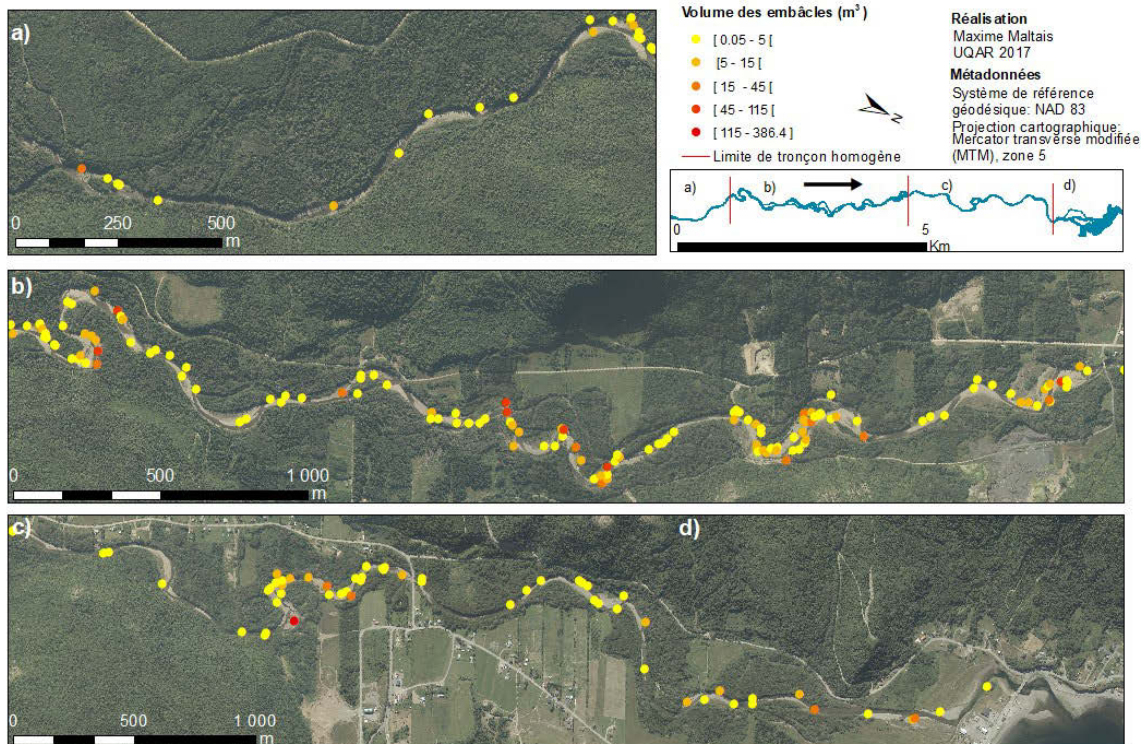 a)
0 250 500
m
Volume des embâcles (m³)
[ 0.05 - 5 [
[5 - 15 [
[ 15 - 45 [
[ 45 - 115 [
[ 115 - 386.4 ]
Limite de tronçon homogène
N
Réalisation
Maxime Maltais
UQAR 2017
Métadonnées
Système de référence
géodésique: NAD 83
Projection cartographique:
Mercator transverse modifiée
(MTM), zone 5
a) b) c) d)
0 5
Km
b)
0 500 1 000
m
c) d)
0 500 1 000
m